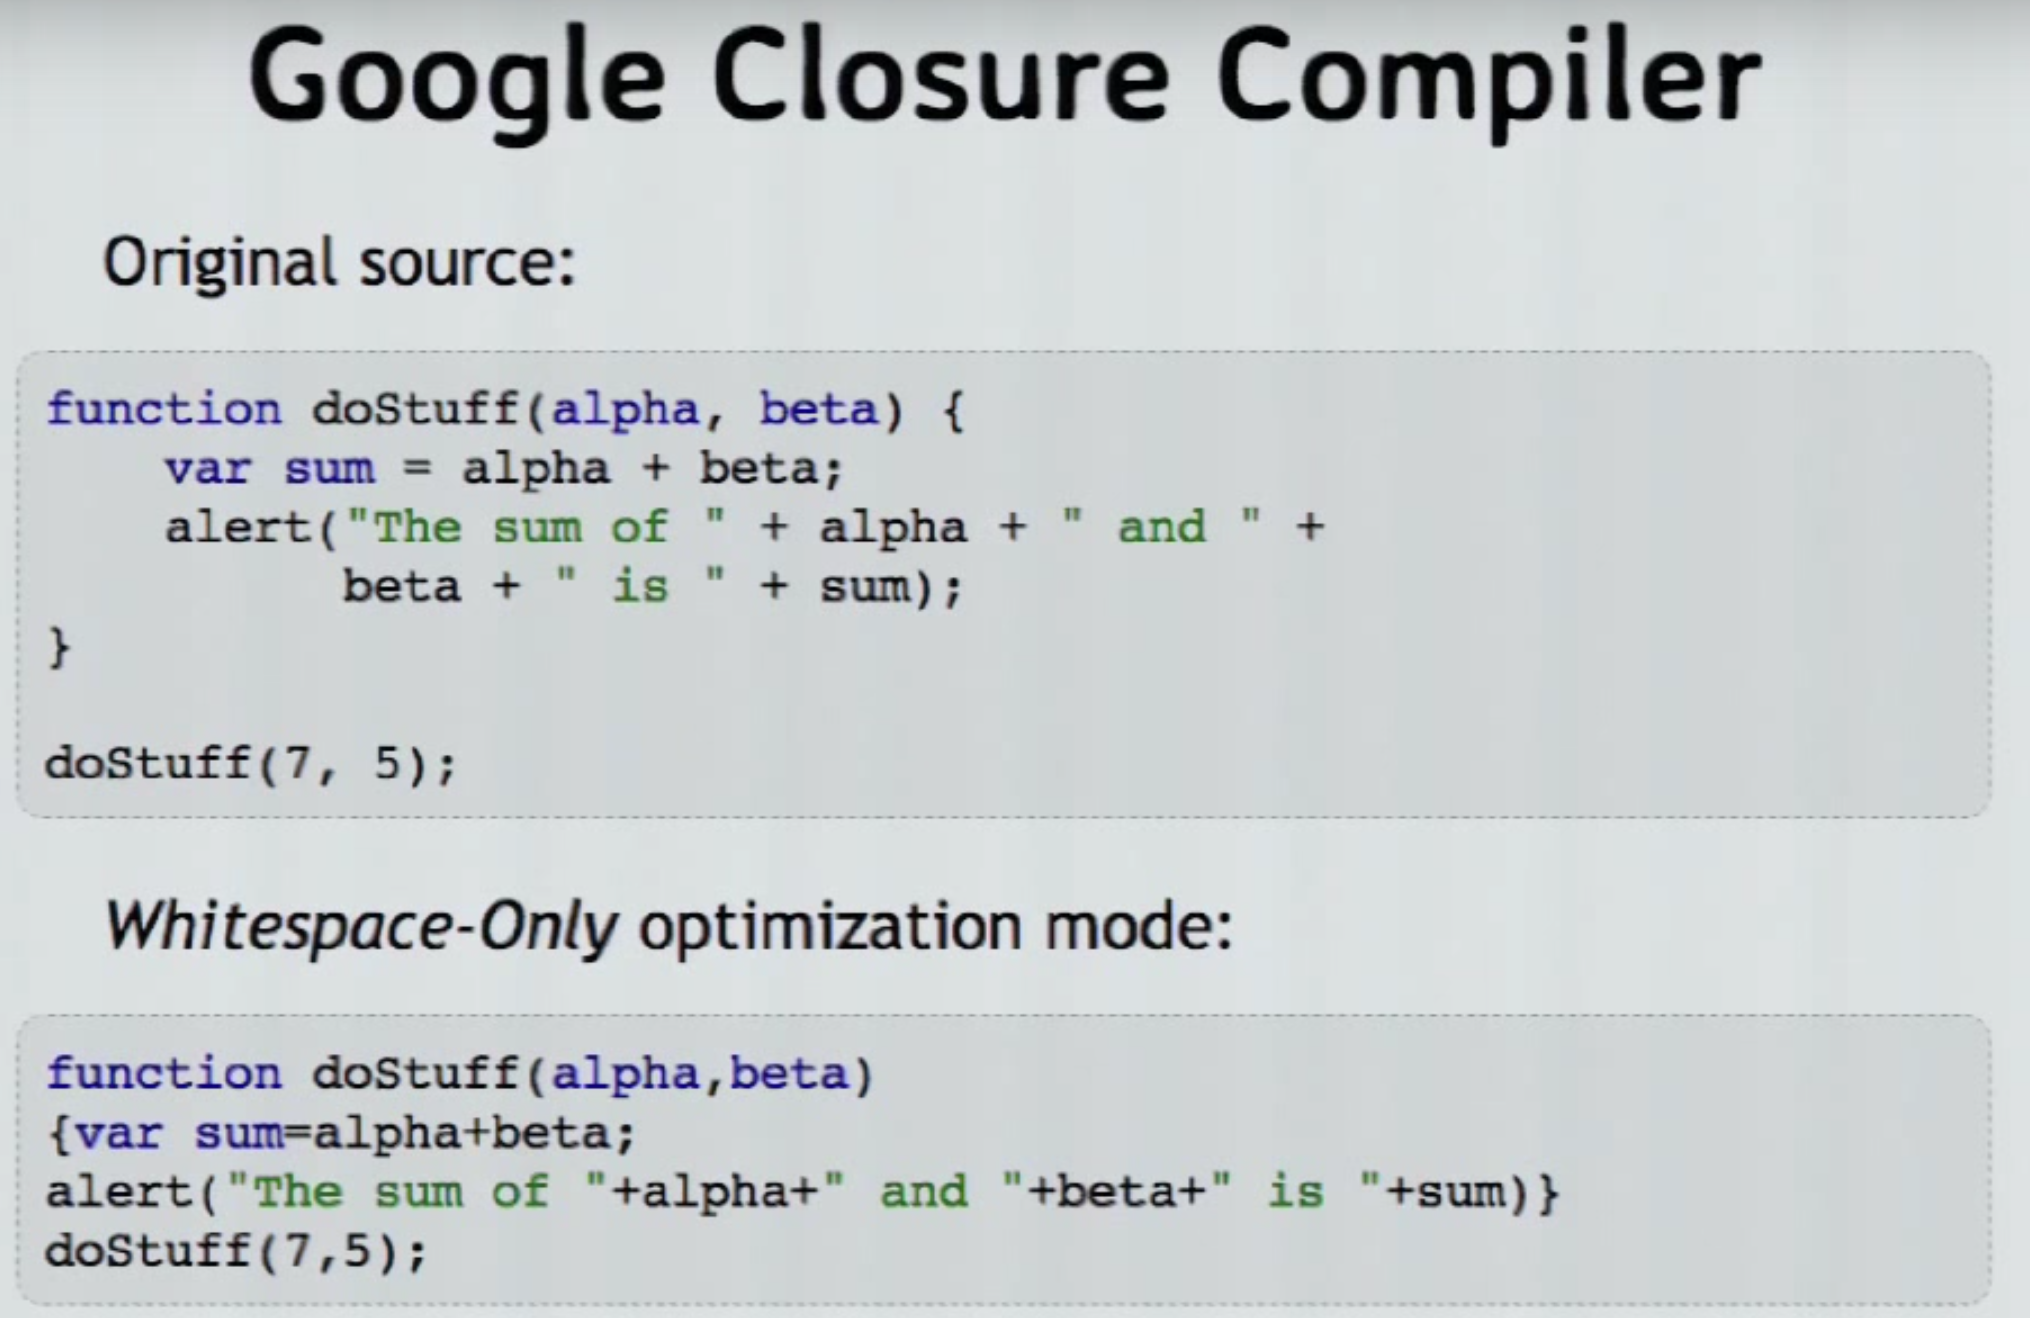 Google Closure Compiler
Original source:
function doStuff(alpha, beta) {
    var sum = alpha + beta;
    alert("The sum of " + alpha + " and " +
          beta + " is " + sum);
}
doStuff(7, 5);
Whitespace-Only optimization mode:
function doStuff(alpha,beta)
{var sum=alpha+beta;
alert("The sum of "+alpha+" and "+beta+" is "+sum)}
doStuff(7,5);